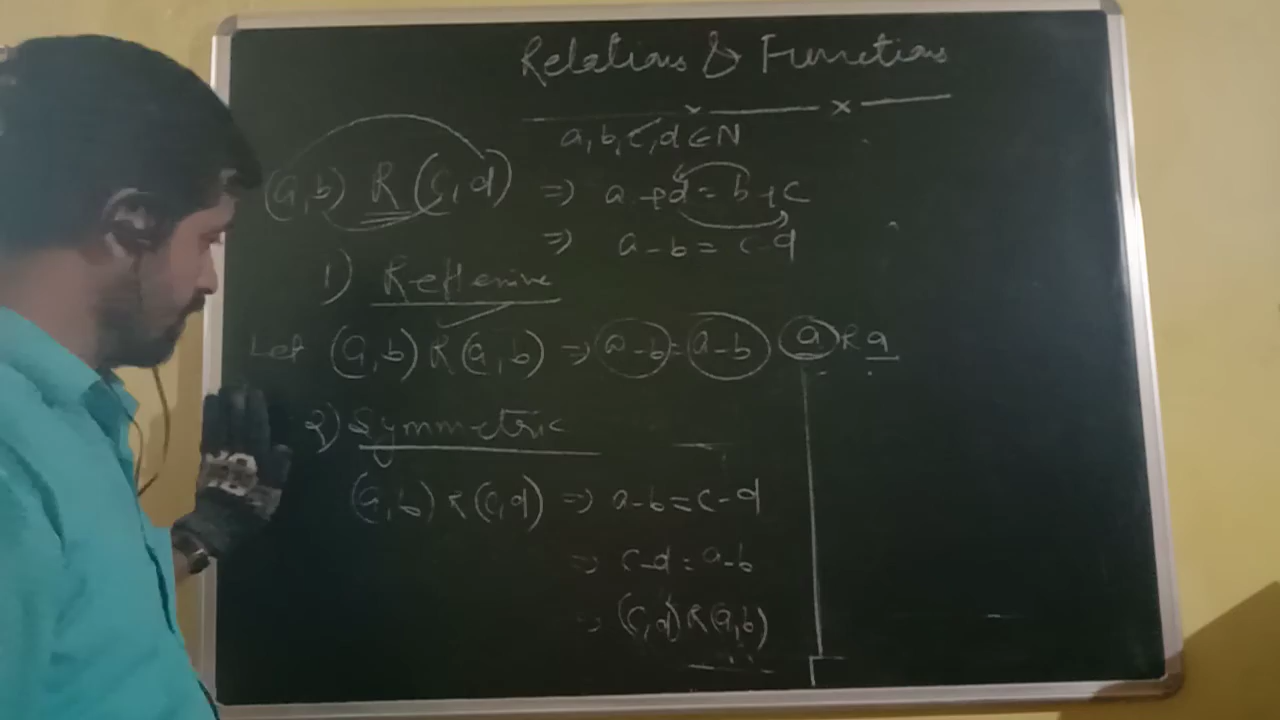 Relations & Functions
a, b, c, d ∈ N
(a, b) R (c, d) ⇒ a + d = b + c
⇒ a - b = c - d
1) Reflexive
Let (a, b) R (a, b) ⇒ a - b = a - b a R a
2) Symmetric
(a, b) R (c, d) ⇒ a - b = c - d
⇒ c - d = a - b
⇒ (c, d) R (a, b)